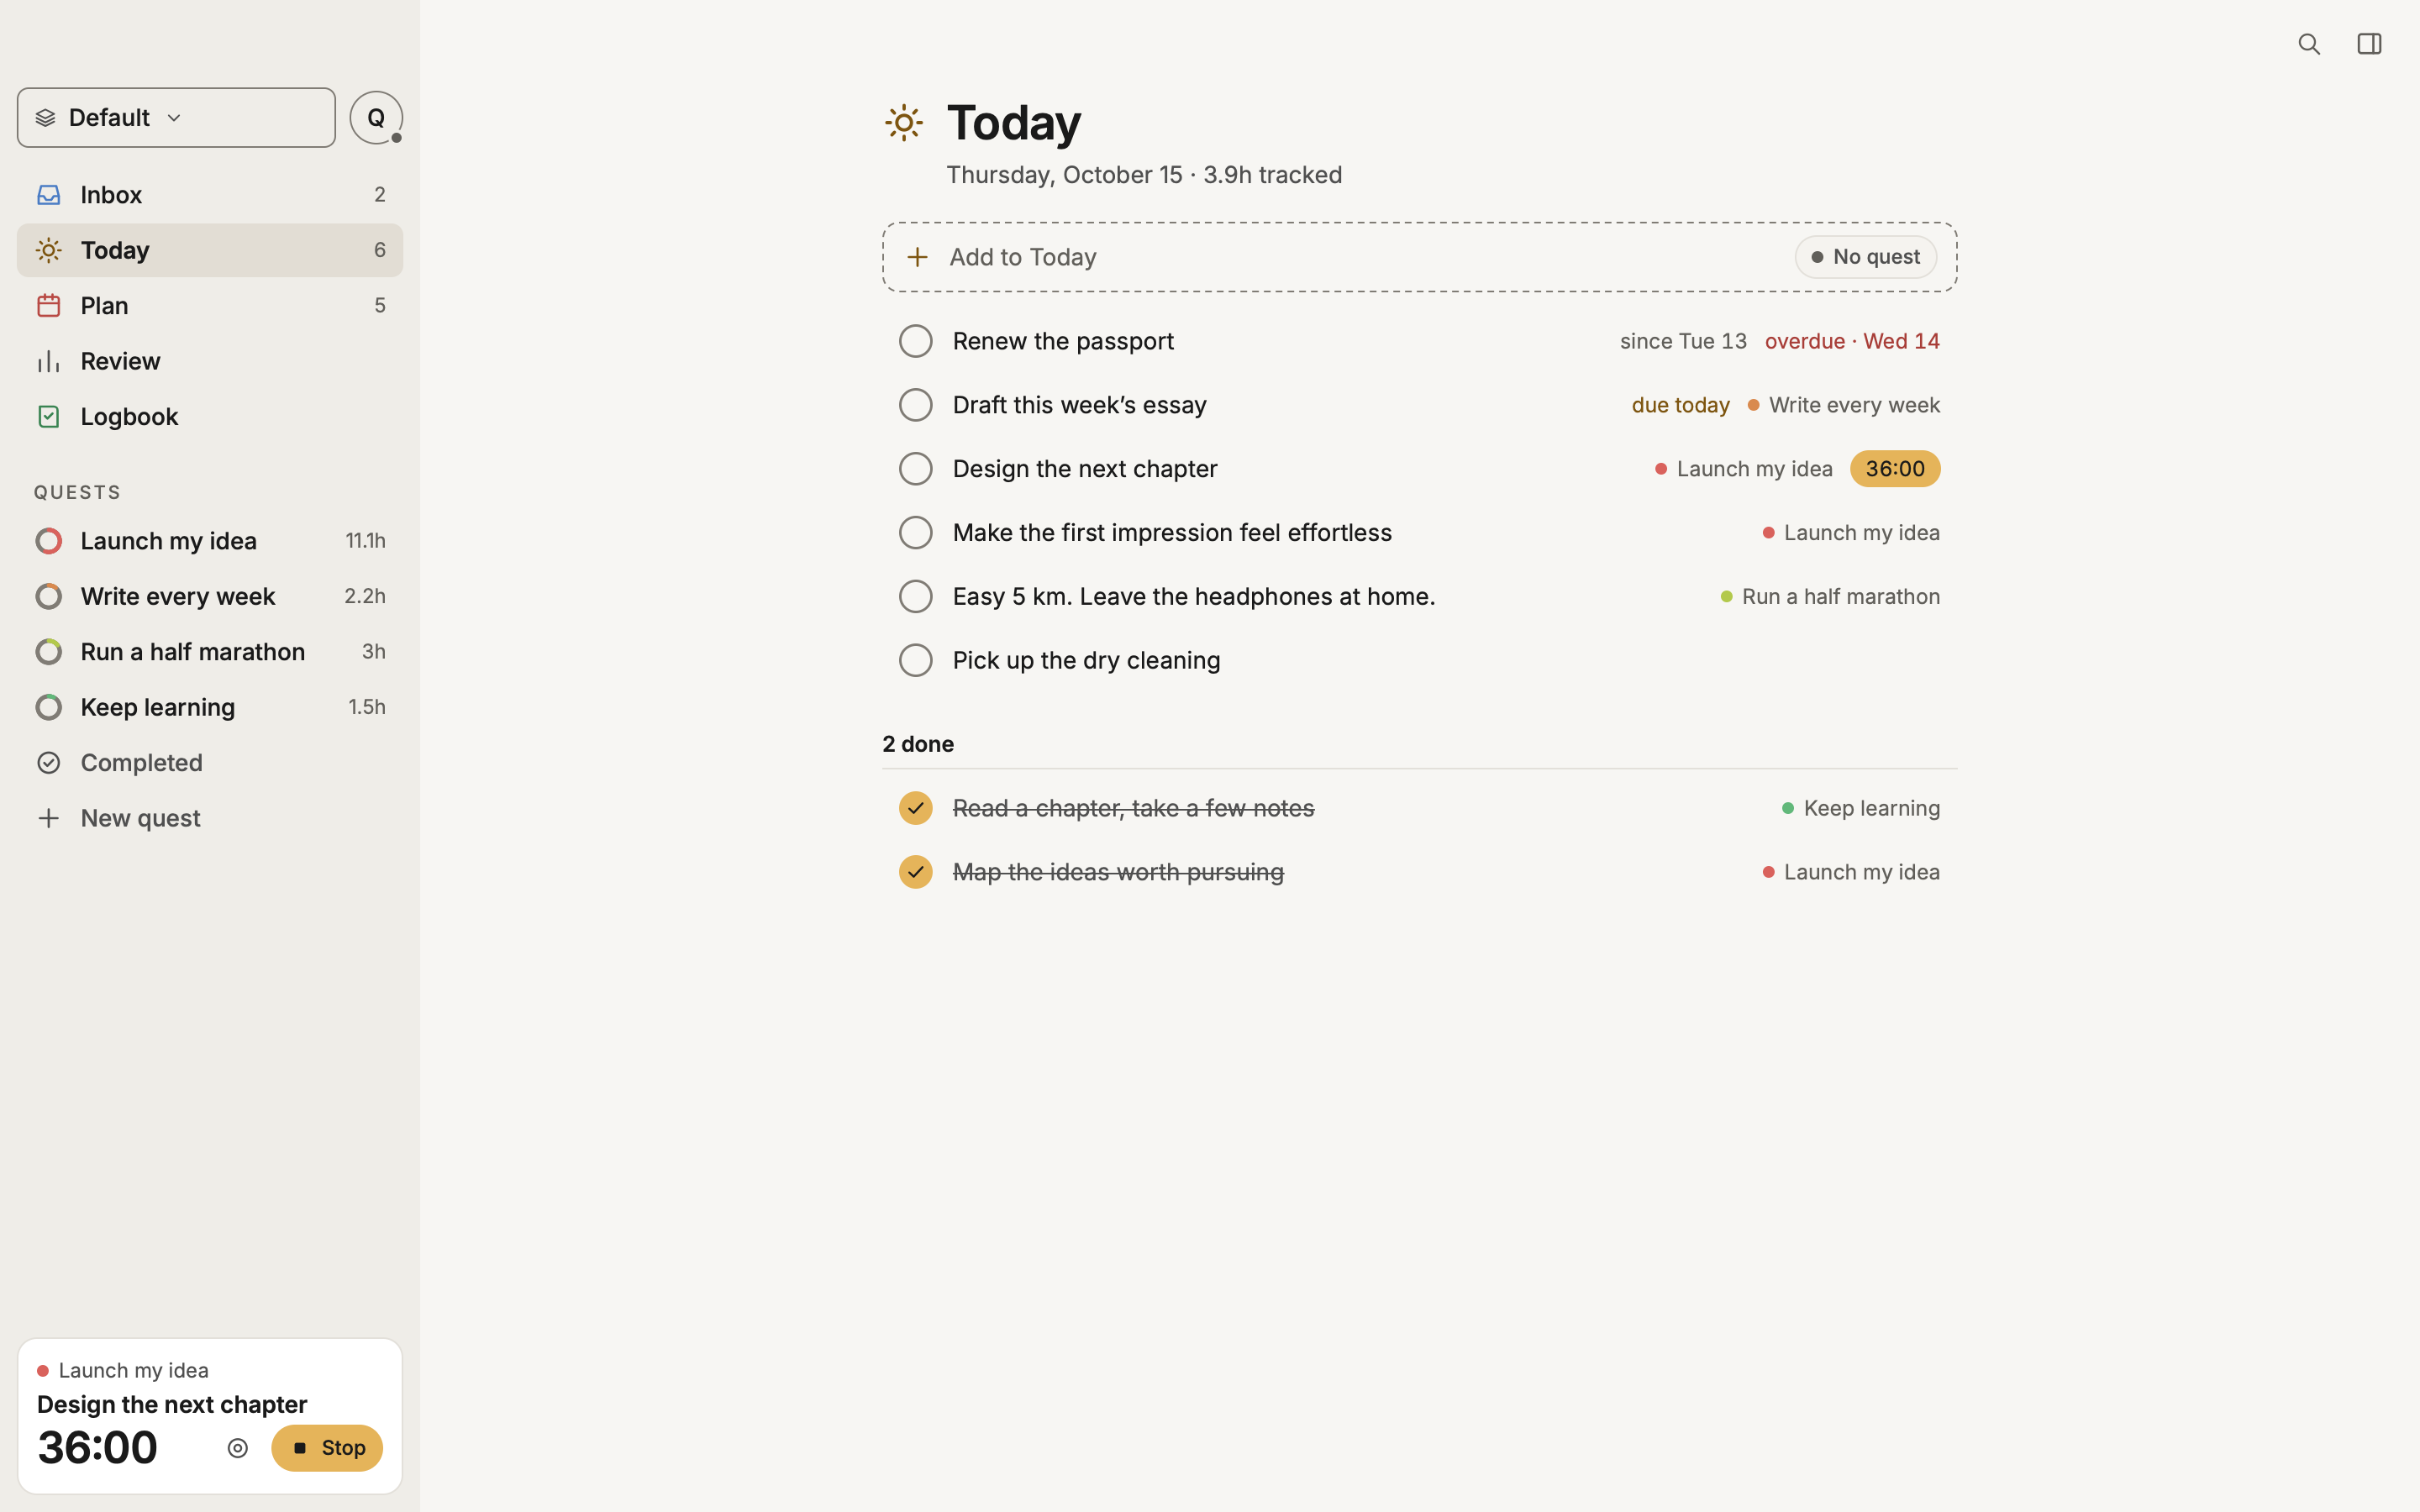 Default
Q
Inbox 2
Today 6
Plan 5
Review
Logbook
QUESTS
Launch my idea 11.1h
Write every week 2.2h
Run a half marathon 3h
Keep learning 1.5h
Completed
New quest
Launch my idea
Design the next chapter
36:00 Stop
Today
Thursday, October 15 · 3.9h tracked
Add to Today No quest
Renew the passport since Tue 13 overdue · Wed 14
Draft this week’s essay due today Write every week
Design the next chapter Launch my idea 36:00
Make the first impression feel effortless Launch my idea
Easy 5 km. Leave the headphones at home. Run a half marathon
Pick up the dry cleaning
2 done
Read a chapter, take a few notes Keep learning
Map the ideas worth pursuing Launch my idea